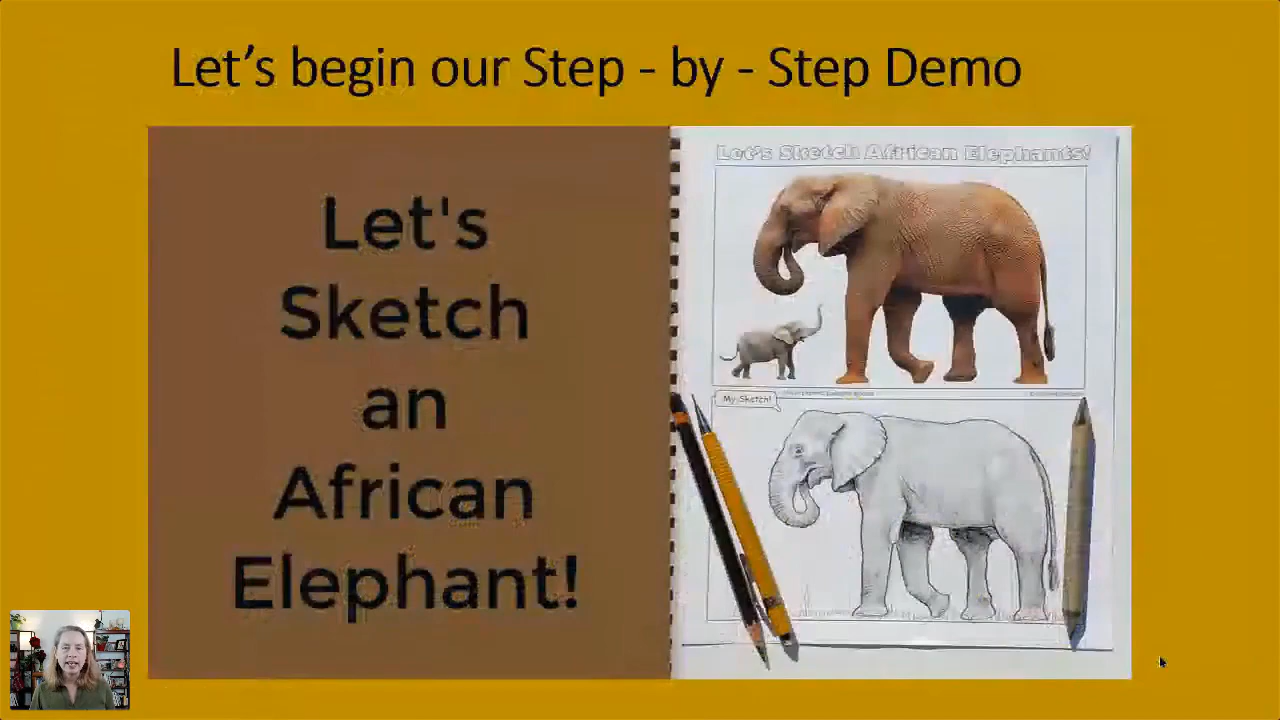 Let's begin our Step - by - Step Demo
Let's
Sketch
an
African
Elephant!
Let's Sketch African Elephants!
My Sketch!